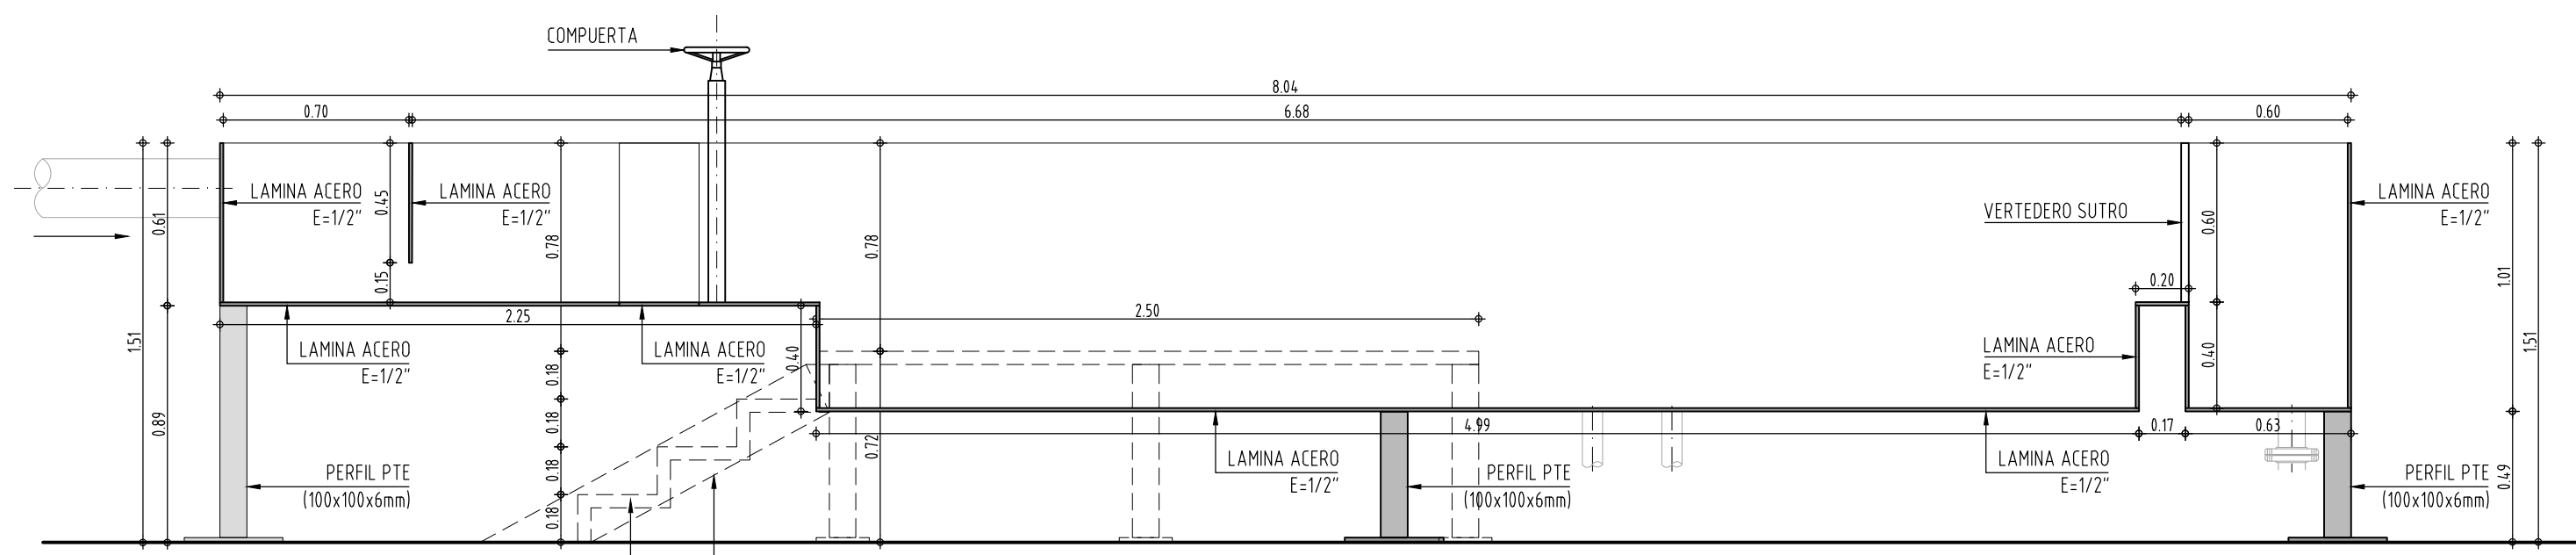 COMPUERTA
8.04
0.70
6.68
0.60
LAMINA ACERO
E=1/2"
LAMINA ACERO
E=1/2"
LAMINA ACERO
E=1/2"
VERTEDERO SUTRO
0.61
0.45
0.15
0.78
0.78
0.60
1.01
0.20
2.25
2.50
1.51
1.51
LAMINA ACERO
E=1/2"
LAMINA ACERO
E=1/2"
0.40
LAMINA ACERO
E=1/2"
0.40
0.89
0.18
0.18
0.18
0.18
0.72
4.99
0.17
0.63
0.49
PERFIL PTE
(100x100x6mm)
LAMINA ACERO
E=1/2"
PERFIL PTE
(100x100x6mm)
LAMINA ACERO
E=1/2"
PERFIL PTE
(100x100x6mm)